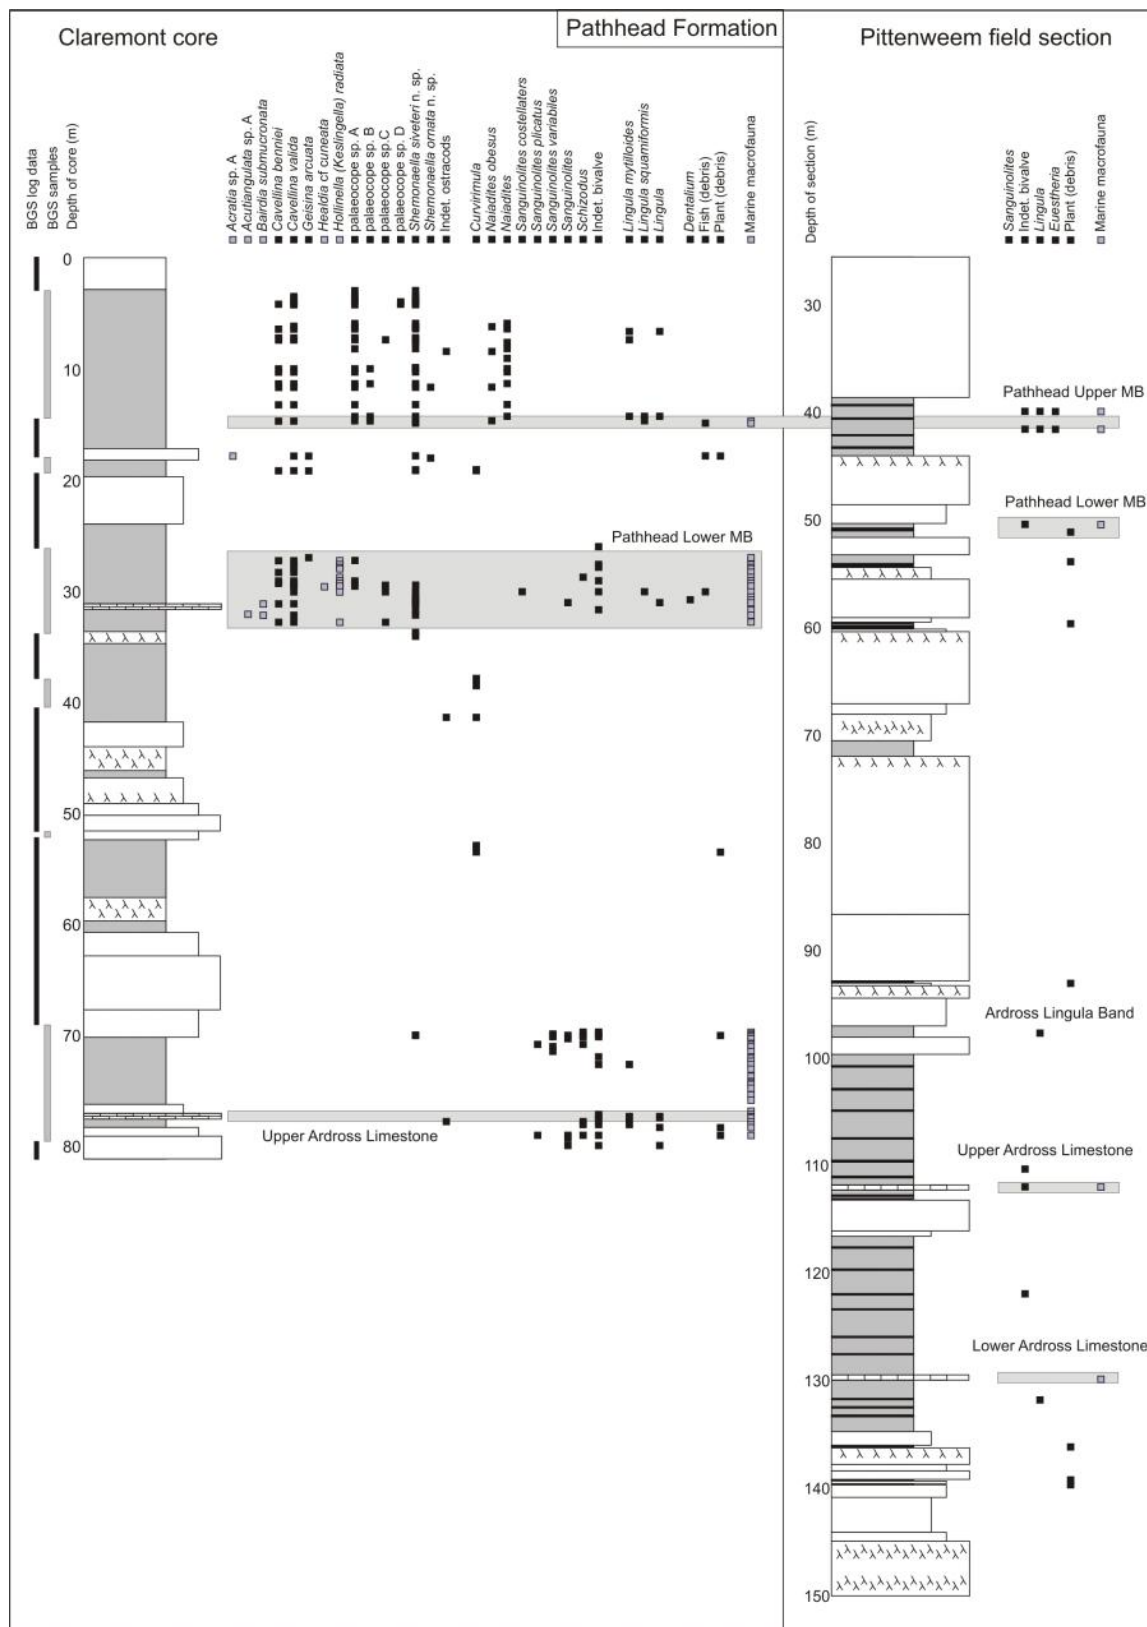 Claremont core
Pathhead Formation
Pittenweem field section
BGS log data
BGS samples
Depth of core (m)
Acratia sp. A
Acutiangulata sp. A
Bairdia submucronata
Cavellina benniei
Cavellina valida
Geisina arcuata
Healdia cf cuneata
Hollinella (Keslingella) radiata
palaeocope sp. A
palaeocope sp. B
palaeocope sp.C
palaeocope sp. D
Shemonaella siveteri n. sp.
Shemonaella ornata n. sp.
Indet. ostracods
Curvirimula
Naiadites obesus
Naiadites
Sanguinolites costellaters
Sanguinolites plicatus
Sanguinolites variabiles
Sanguinolites
Schizodus
Indet. bivalve
Lingula mytilloides
Lingula squamiformis
Lingula
Dentalium
Fish (debris)
Plant (debris)
Marine macrofauna
Depth of section (m)
Sanguinolites
Indet. bivalve
Lingula
Euestheria
Plant (debris)
Marine macrofauna
0
10
20
30
40
50
60
70
80
Pathhead Lower MB
Upper Ardross Limestone
30
40
50
60
70
80
90
100
110
120
130
140
150
Pathhead Upper MB
Pathhead Lower MB
Ardross Lingula Band
Upper Ardross Limestone
Lower Ardross Limestone